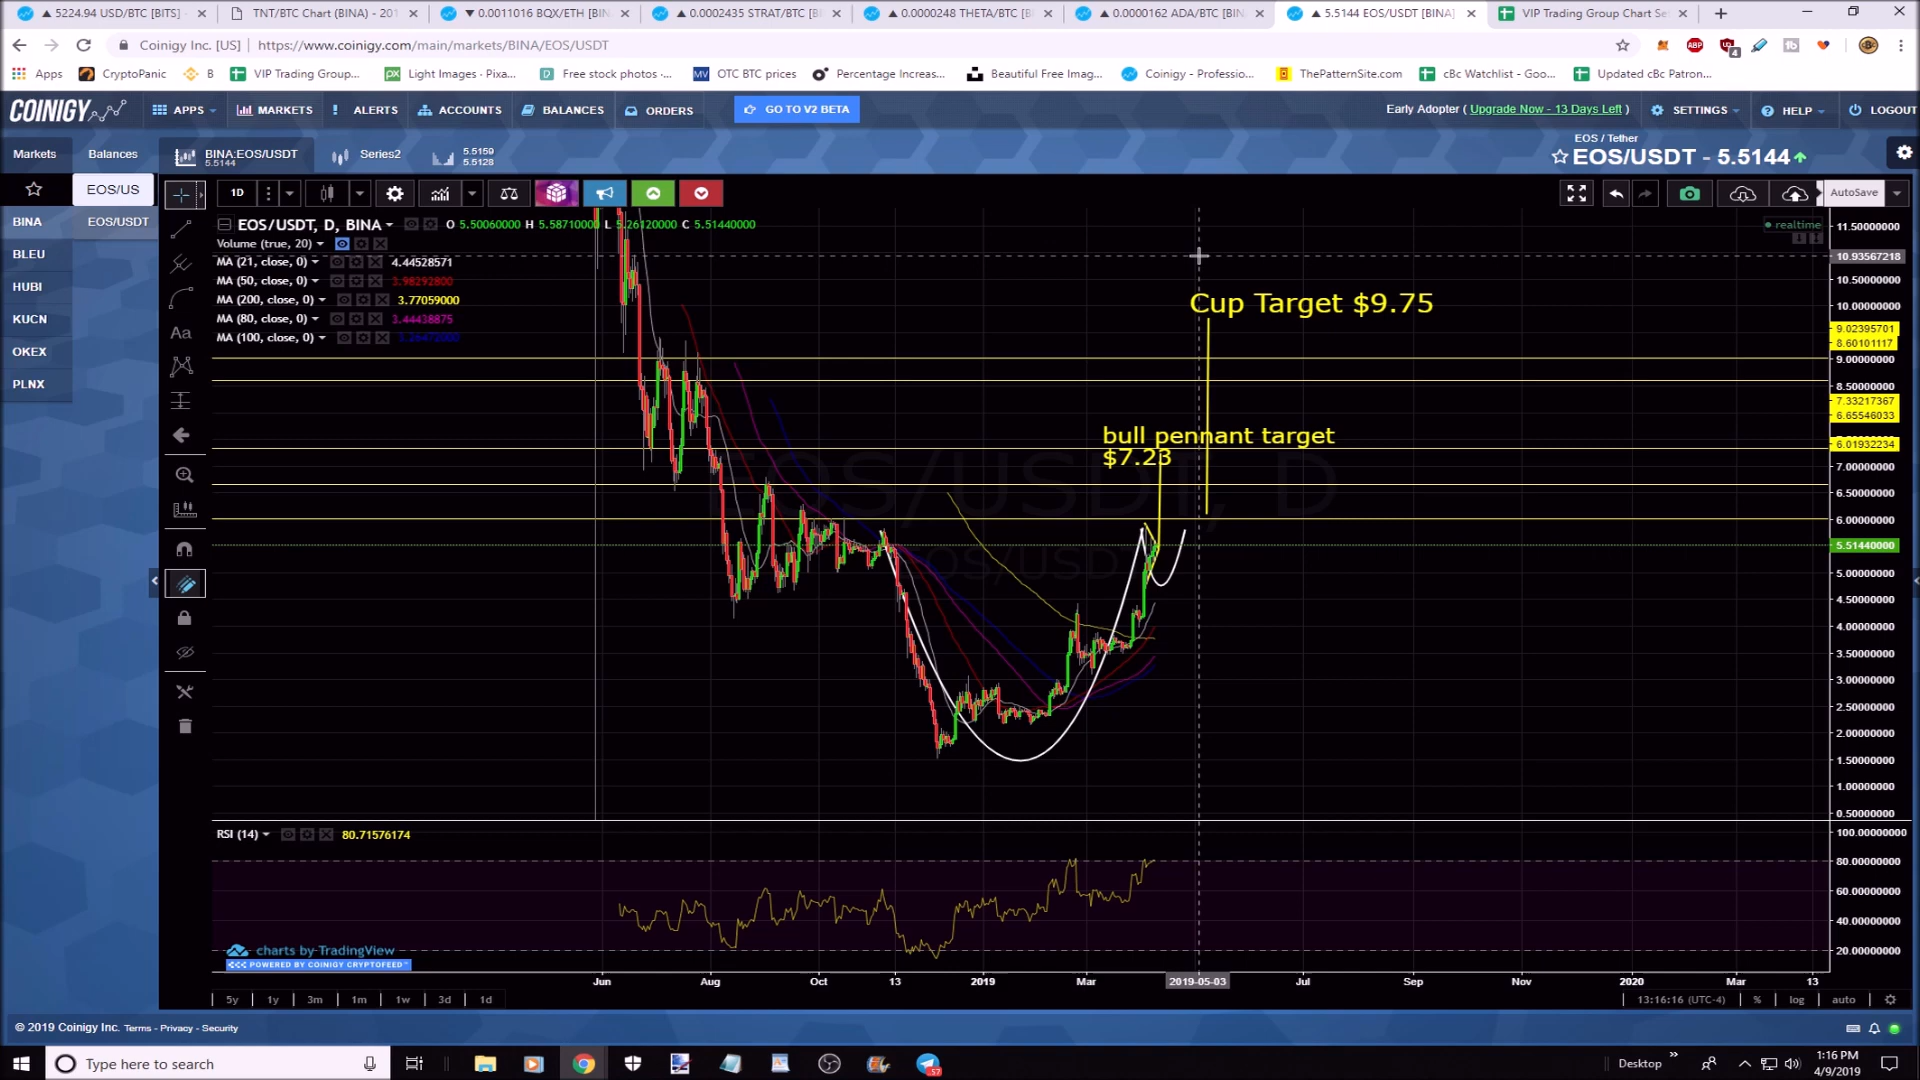 ▲ 5224.94 USD/BTC [BITS] -
TNT/BTC Chart (BINA) - 201
▼ 0.0011016 BQX/ETH [BIN
▲ 0.0002435 STRAT/BTC [B
▲ 0.0000248 THETA/BTC [B
▲ 0.0000162 ADA/BTC [BINA
▲ 5.5144 EOS/USDT [BINA]
VIP Trading Group Chart Se
Coinigy Inc. [US] | https://www.coinigy.com/main/markets/BINA/EOS/USDT
ABP
4
Apps
CryptoPanic
B
VIP Trading Group...
px Light Images - Pixa...
Free stock photos ·...
MV OTC BTC prices
Percentage Increas...
Beautiful Free Imag...
Coinigy - Professio...
ThePatternSite.com
cBc Watchlist - Goo...
Updated cBc Patron...
COINIGY
APPS
MARKETS
ALERTS
ACCOUNTS
BALANCES
ORDERS
GO TO V2 BETA
Early Adopter ( Upgrade Now - 13 Days Left )
SETTINGS
HELP
LOGOUT
EOS / Tether
EOS/USDT - 5.5144
Markets
Balances
BINA:EOS/USDT
5.5144
Series2
5.5159
5.5128
EOS/US
BINA
EOS/USDT
BLEU
HUBI
KUCN
OKEX
PLNX
1D
AutoSave
EOS/USDT, D, BINA
O 5.50060000 H 5.58710000 L 5.26120000 C 5.51440000
realtime
Volume (true, 20)
MA (21, close, 0) 4.44528571
MA (50, close, 0) 3.98292800
MA (200, close, 0) 3.77059000
MA (80, close, 0) 3.44438875
MA (100, close, 0)
Cup Target $9.75
bull pennant target
$7.23
EOS/USDT, D
EOS/USDT
11.50000000
10.93567218
10.50000000
10.00000000
9.02395701
8.60101117
9.00000000
8.50000000
7.33217367
6.65546033
6.01932234
7.00000000
6.50000000
6.00000000
5.51440000
5.00000000
4.50000000
4.00000000
3.50000000
3.00000000
2.50000000
2.00000000
1.50000000
1.00000000
0.50000000
RSI (14) 80.71576174
100.00000000
80.00000000
60.00000000
40.00000000
20.00000000
charts by TradingView
POWERED BY COINIGY CRYPTOFEED
Jun
Aug
Oct
13
2019
Mar
2019-05-03
Jul
Sep
Nov
2020
Mar
13
5y
1y
3m
1m
1w
3d
1d
13:16:16 (UTC-4)
%
log
auto
© 2019 Coinigy Inc. Terms - Privacy - Security
Type here to search
57
Desktop
1:16 PM
4/9/2019